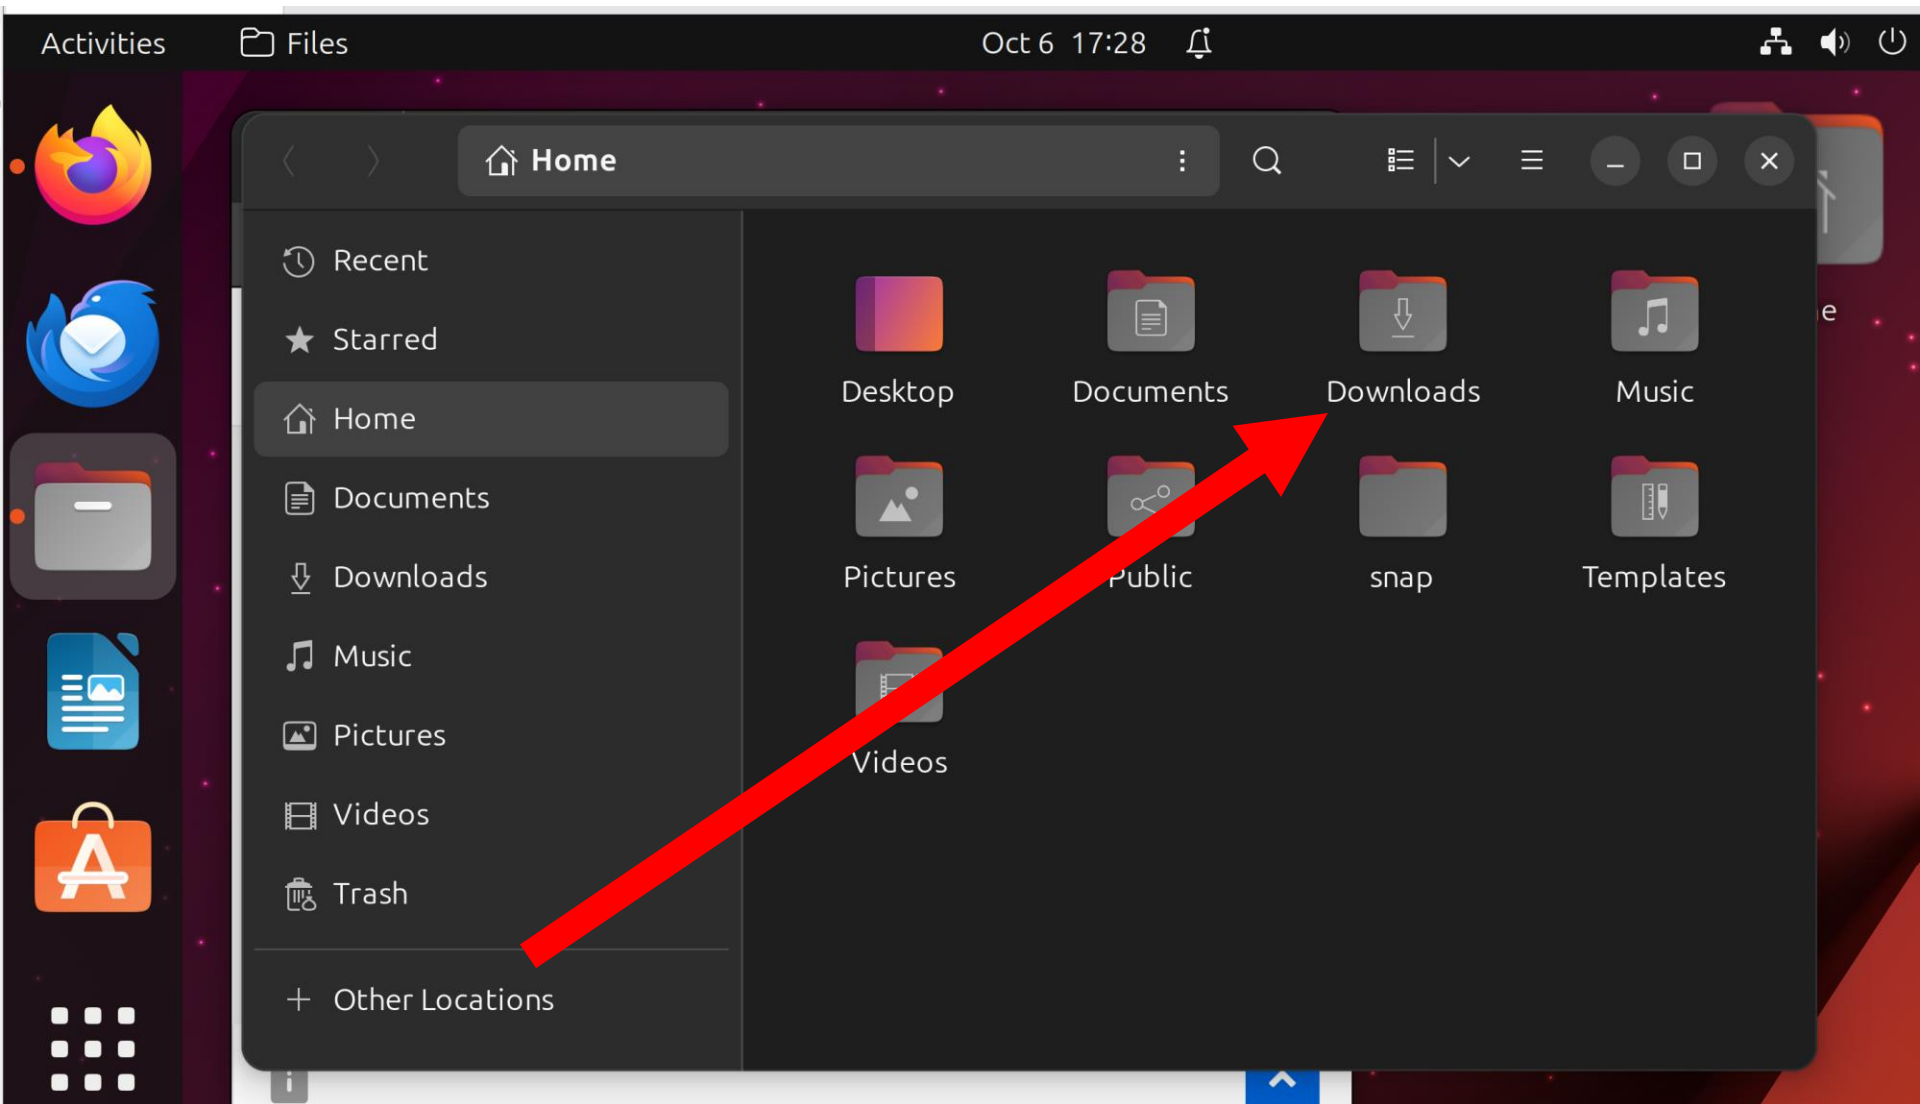 Activities
Files
Oct 6 17:28
Home
Recent
Starred
Home
Documents
Downloads
Music
Pictures
Videos
Trash
Other Locations
Desktop
Documents
Downloads
Music
Pictures
Public
snap
Templates
Videos